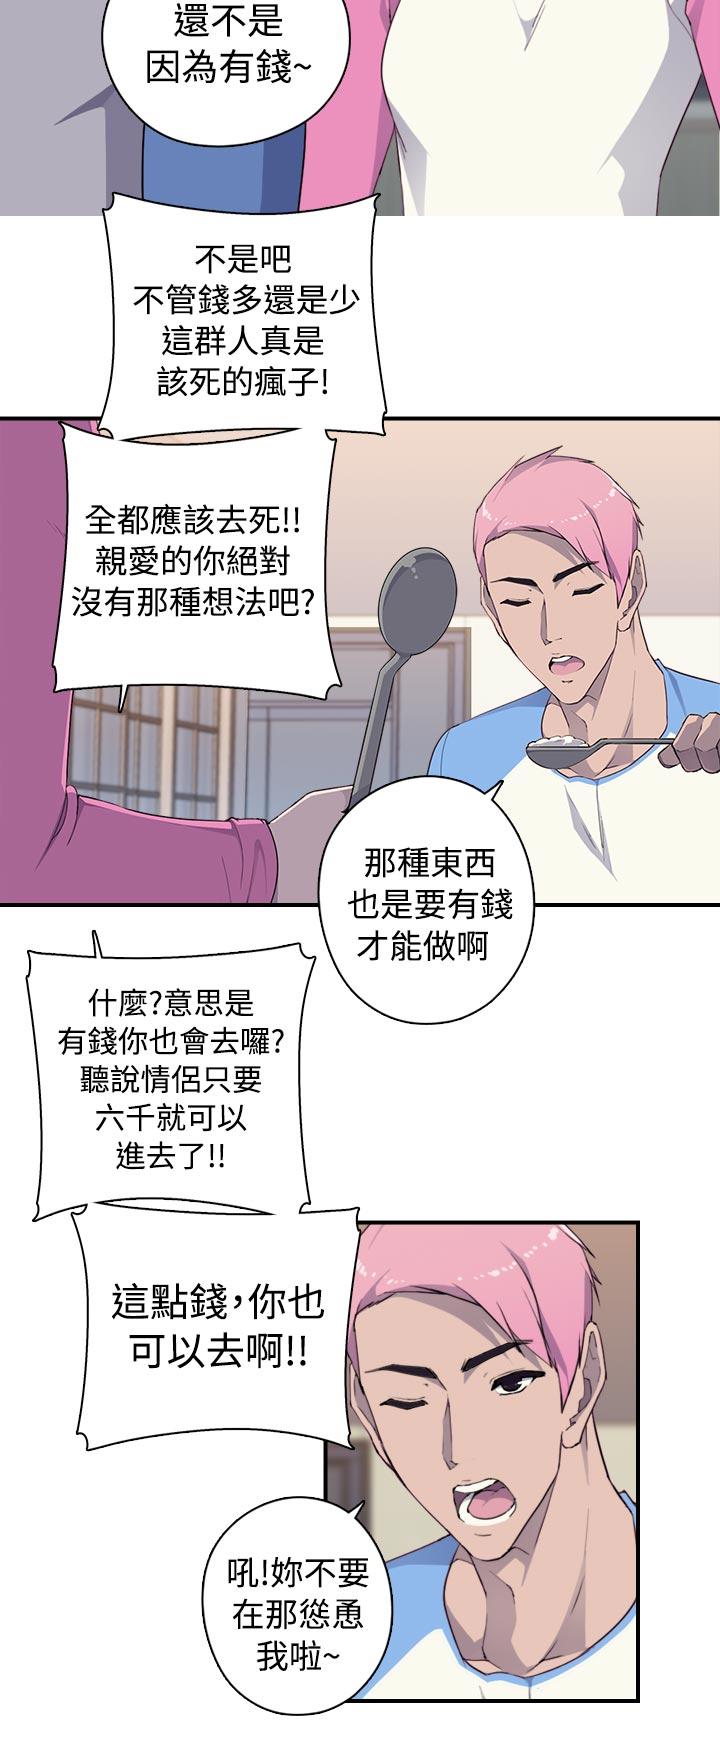 還不是
因為有錢~
不是吧
不管錢多還是少
這群人真是
該死的瘋子!
全都應該去死!!
親愛的你絕對
沒有那種想法吧?
那種東西
也是要有錢
才能做啊
什麼?意思是
有錢你也會去囉?
聽說情侶只要
六千就可以
進去了!!
這點錢,你也
可以去啊!!
吼!妳不要
在那慫恿
我啦~